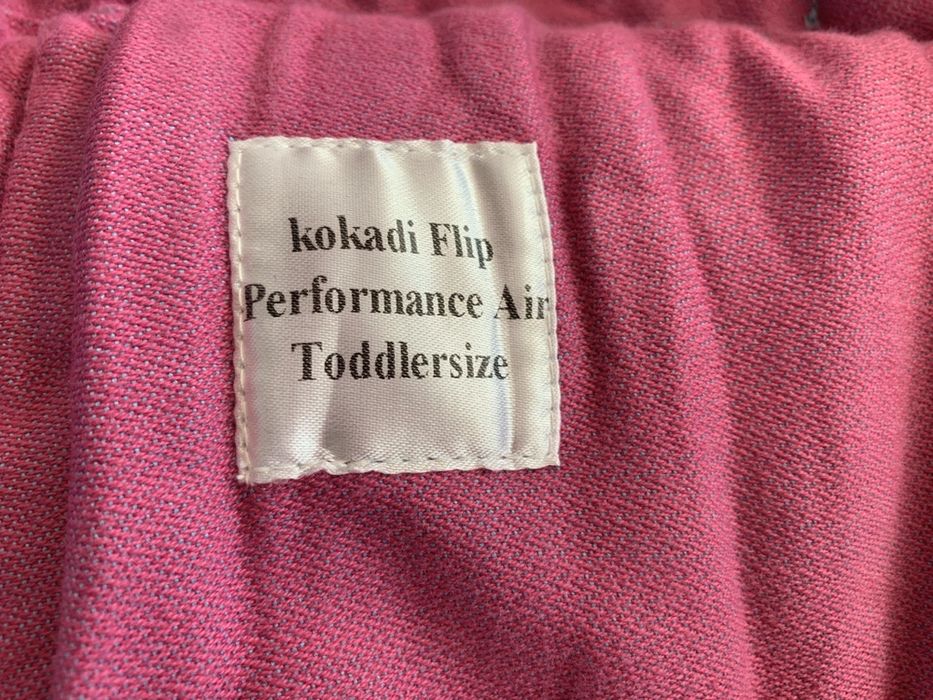 kokadi Flip
Performance Air
Toddlersize